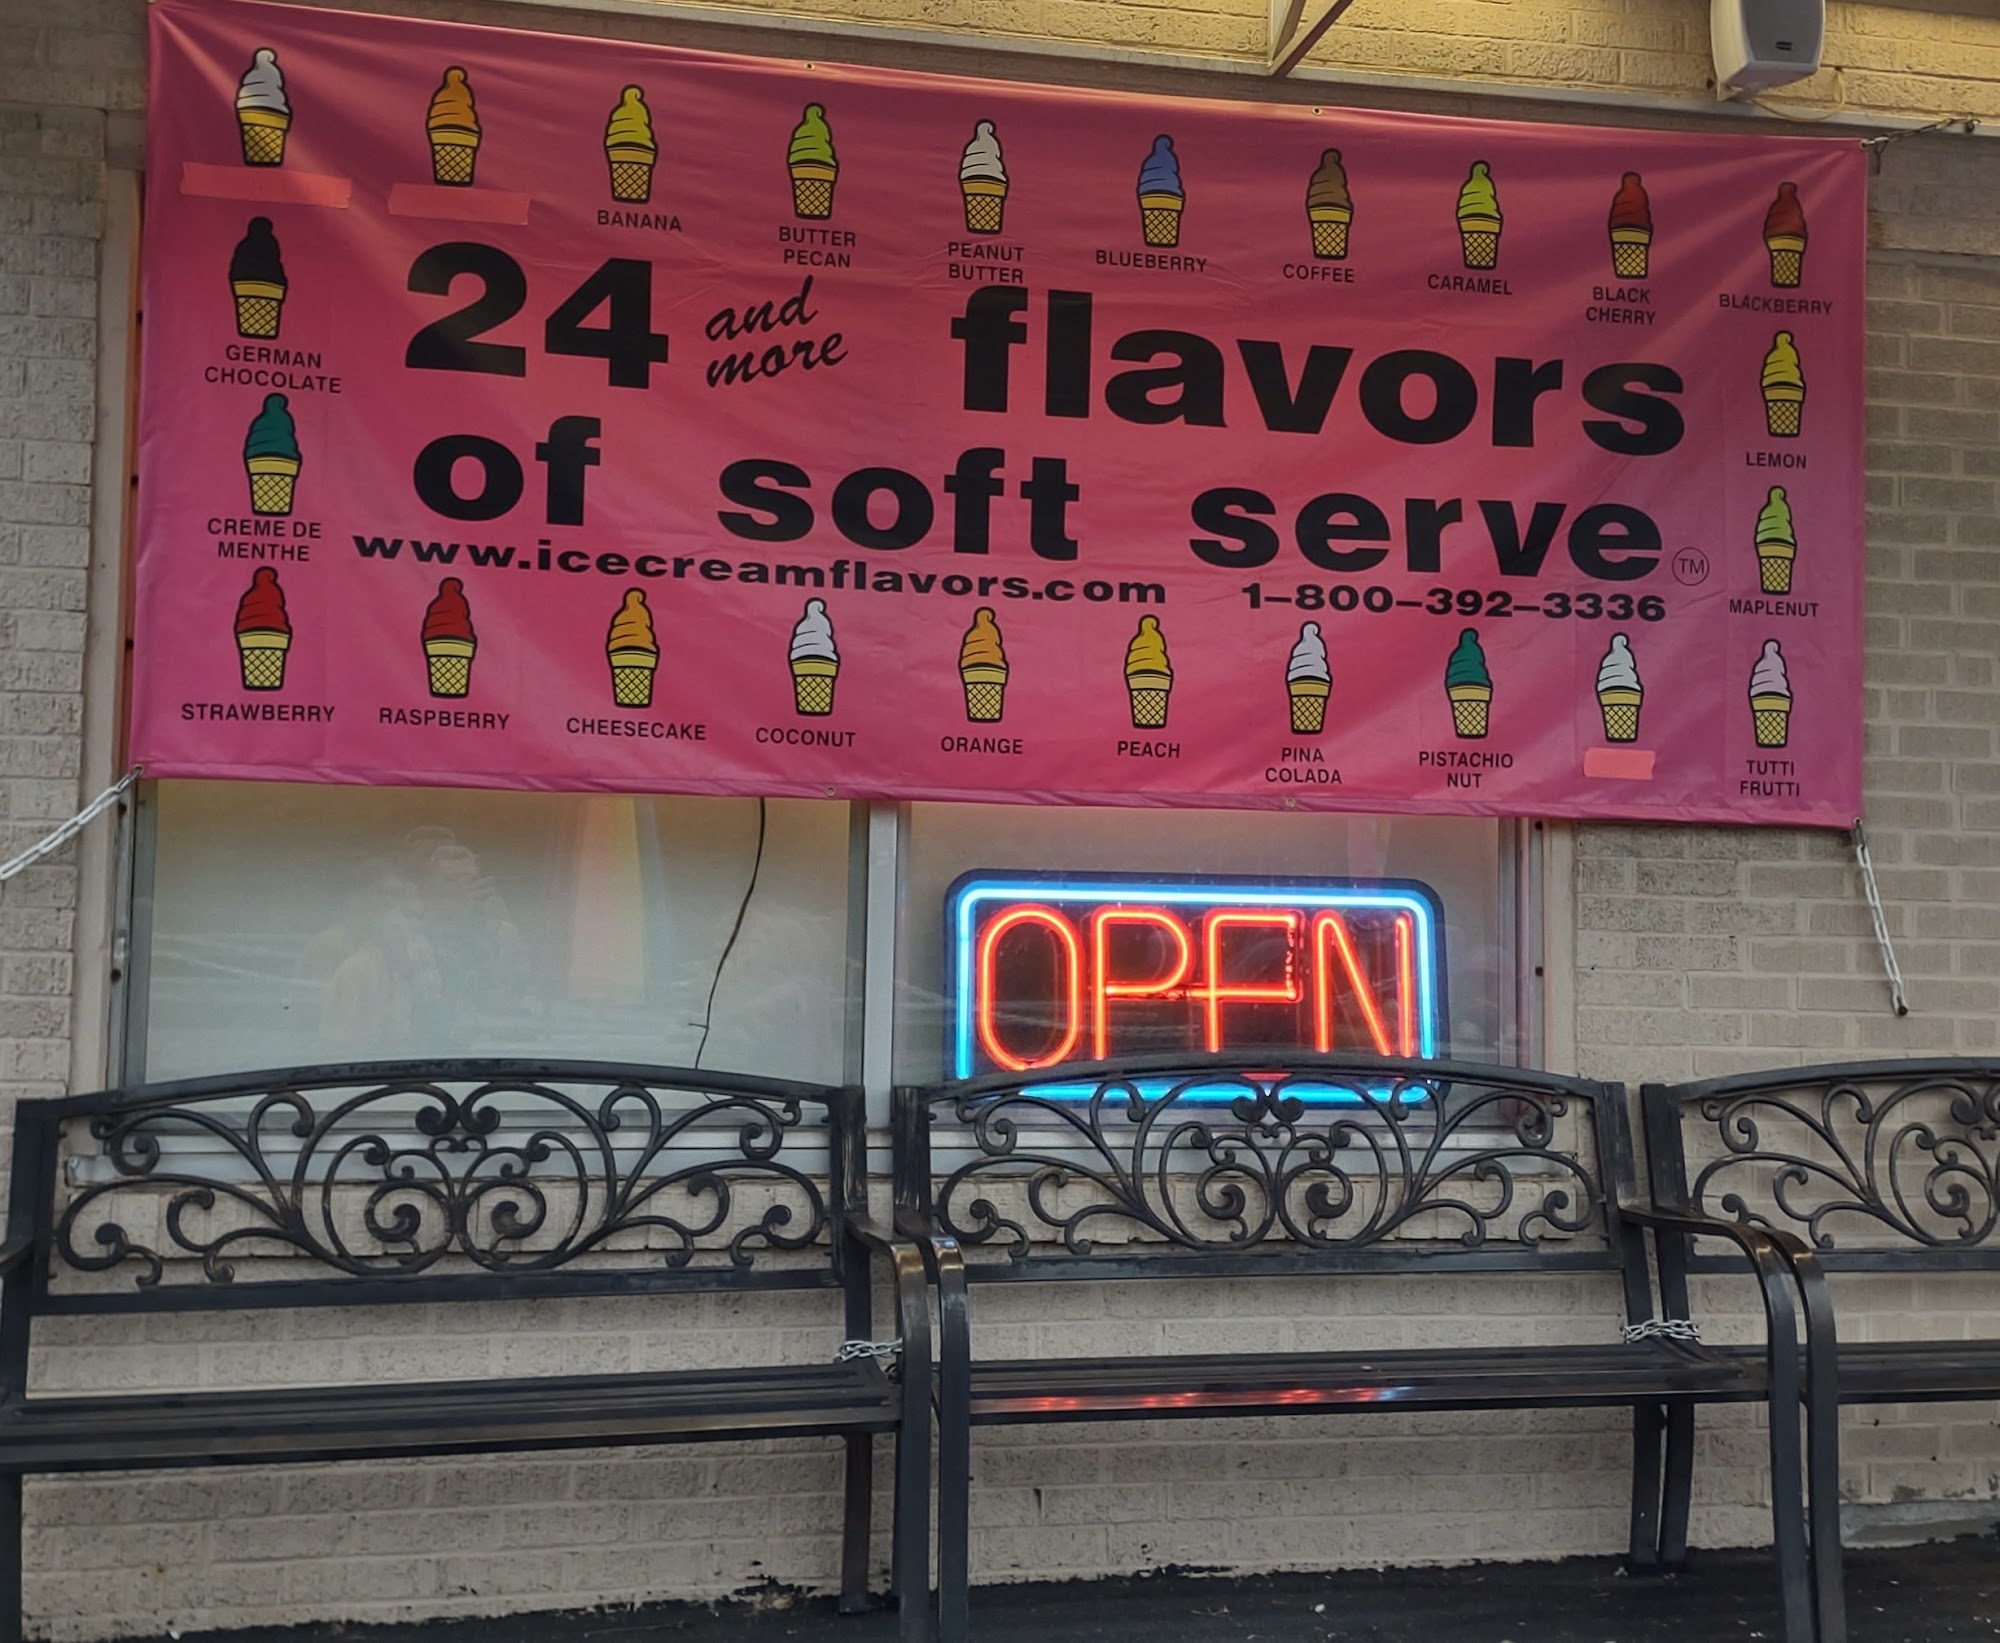 BANANA
BUTTER
PECAN
PEANUT
BUTTER
BLUEBERRY
COFFEE
CARAMEL
BLACK
CHERRY
BLACKBERRY
GERMAN
CHOCOLATE
24 and more flavors
LEMON
CREME DE
MENTHE
of soft serve TM
MAPLENUT
www.icecreamflavors.com 1-800-392-3336
STRAWBERRY
RASPBERRY
CHEESECAKE
COCONUT
ORANGE
PEACH
PINA
COLADA
PISTACHIO
NUT
TUTTI
FRUTTI
OPEN